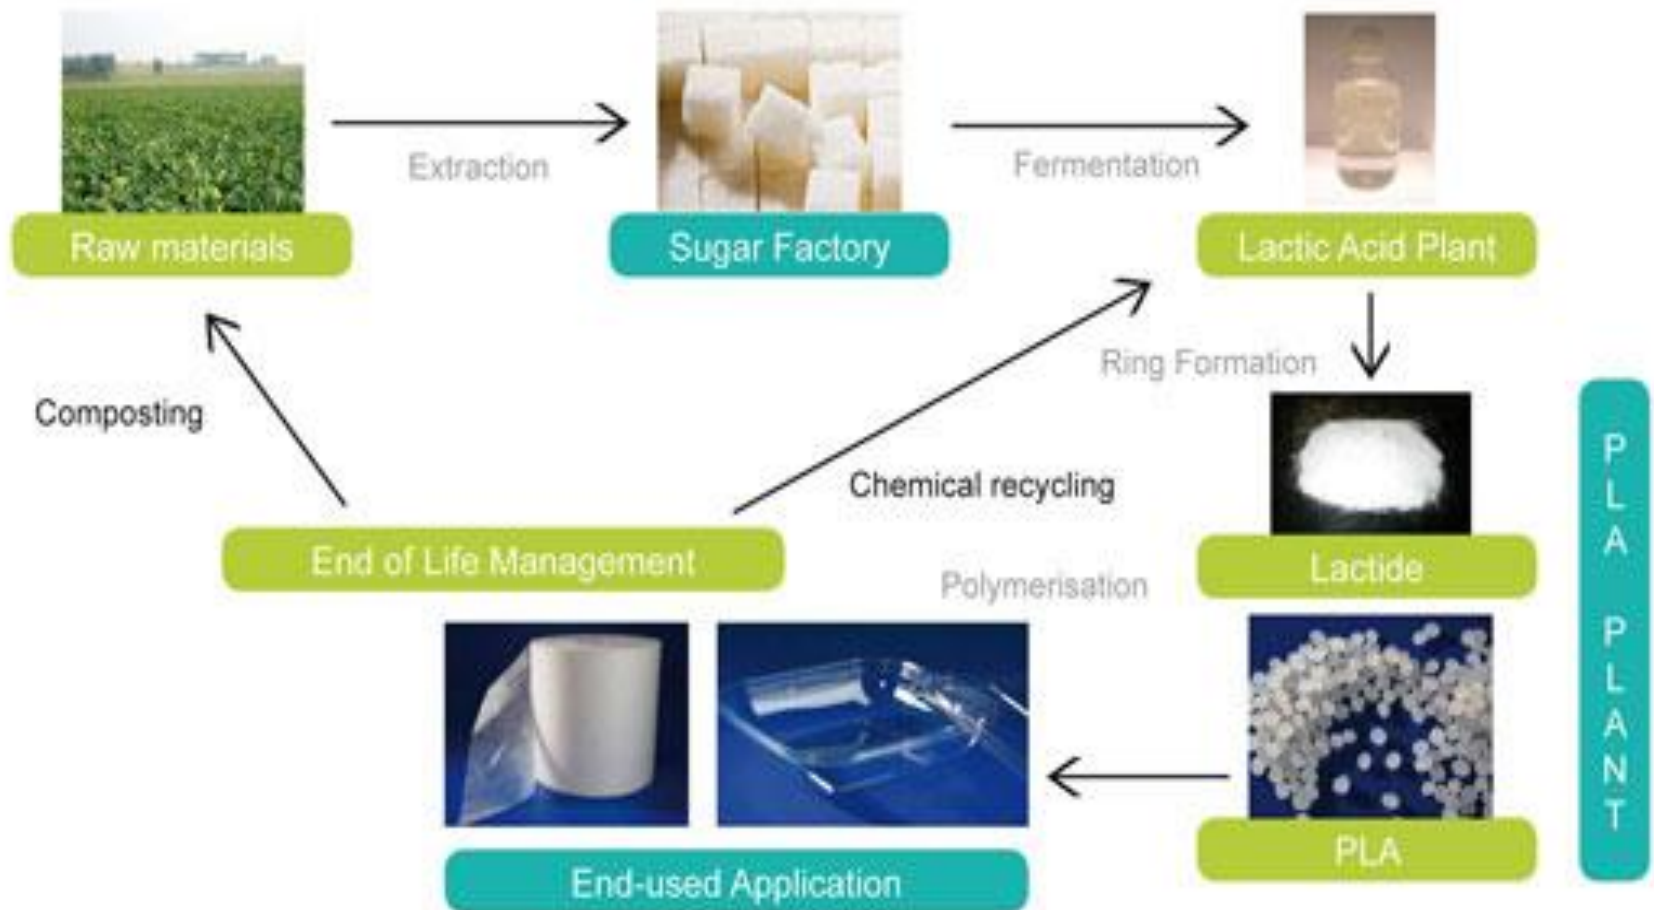 Extraction
Fermentation
Raw materials
Sugar Factory
Lactic Acid Plant
Ring Formation
Composting
Chemical recycling
End of Life Management
Polymerisation
Lactide
PLA PLANT
PLA
End-used Application